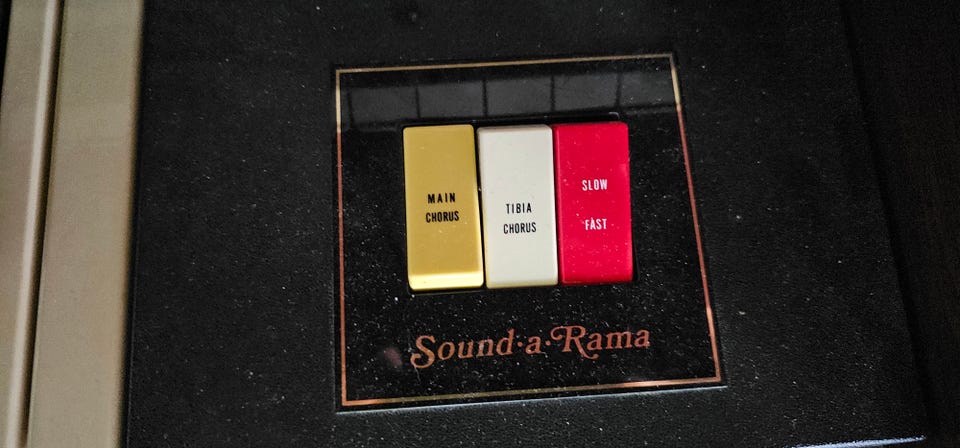 MAIN
CHORUS
TIBIA
CHORUS
SLOW
FAST
Sound·a·Rama